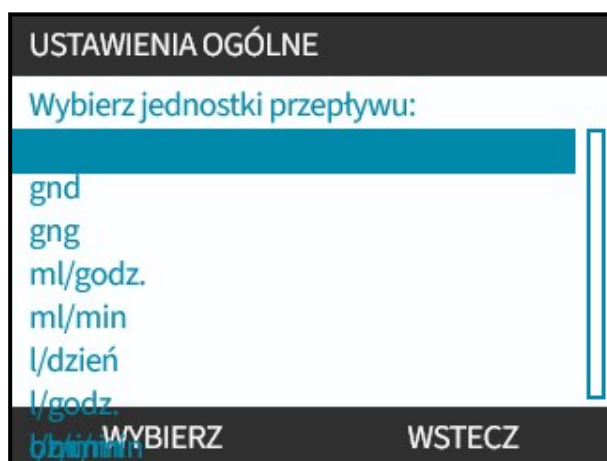 USTAWIENIA OGÓLNE
Wybierz jednostki przepływu:
gnd
gng
ml/godz.
ml/min
l/dzień
l/godz.
WYBIERZ WSTECZ